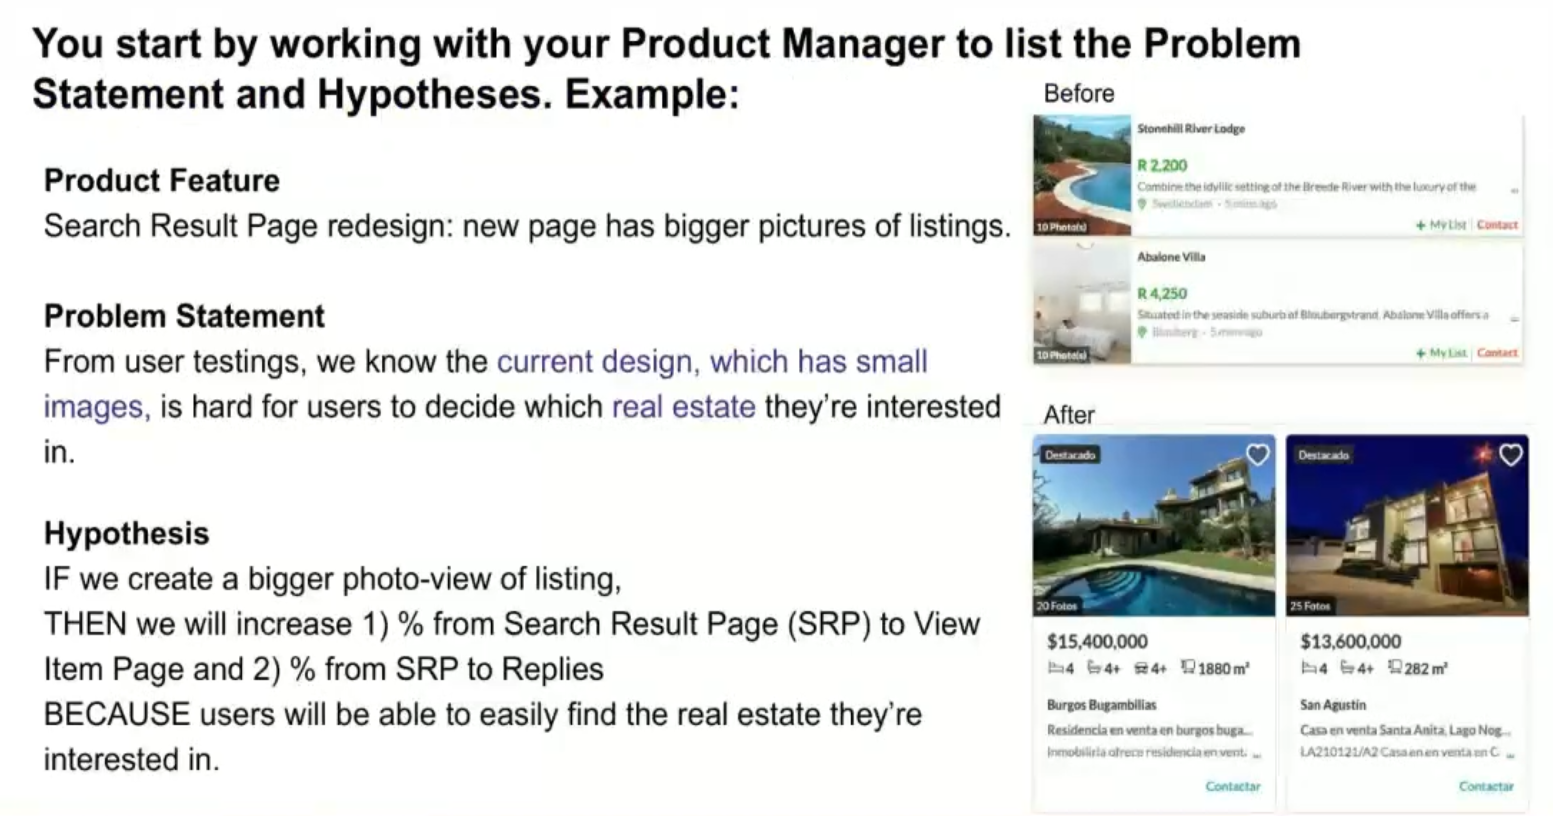 You start by working with your Product Manager to list the Problem
Statement and Hypotheses. Example:
Product Feature
Search Result Page redesign: new page has bigger pictures of listings.
Problem Statement
From user testings, we know the current design, which has small
images, is hard for users to decide which real estate they're interested
in.
Hypothesis
IF we create a bigger photo-view of listing,
THEN we will increase 1) % from Search Result Page (SRP) to View
Item Page and 2) % from SRP to Replies
BECAUSE users will be able to easily find the real estate they're
interested in.
Before
Stonehill River Lodge
R 2,200
Combine the idyllic setting of the Breede River with the luxury of the
Swellendam • 5 min ago
10 Photo(s)
+ My List | Contact
Abalone Villa
R 4,250
Situated in the seaside suburb of Bloubergstrand, Abalone Villa offers a
5 min ago
10 Photo(s)
+ My List | Contact
After
Destacado
20 Fotos
$15,400,000
4 4+ 4+ 1880 m²
Burgos Bugambilias
Residencia en venta en burgos buga...
ofrece residencia en vent. ...
Contactar
Destacado
25 Fotos
$13,600,000
4 4+ 282 m²
San Agustin
Casa en venta Santa Anita, Lago Nog...
LA210121/A2 Casa en en venta en C ...
Contactar